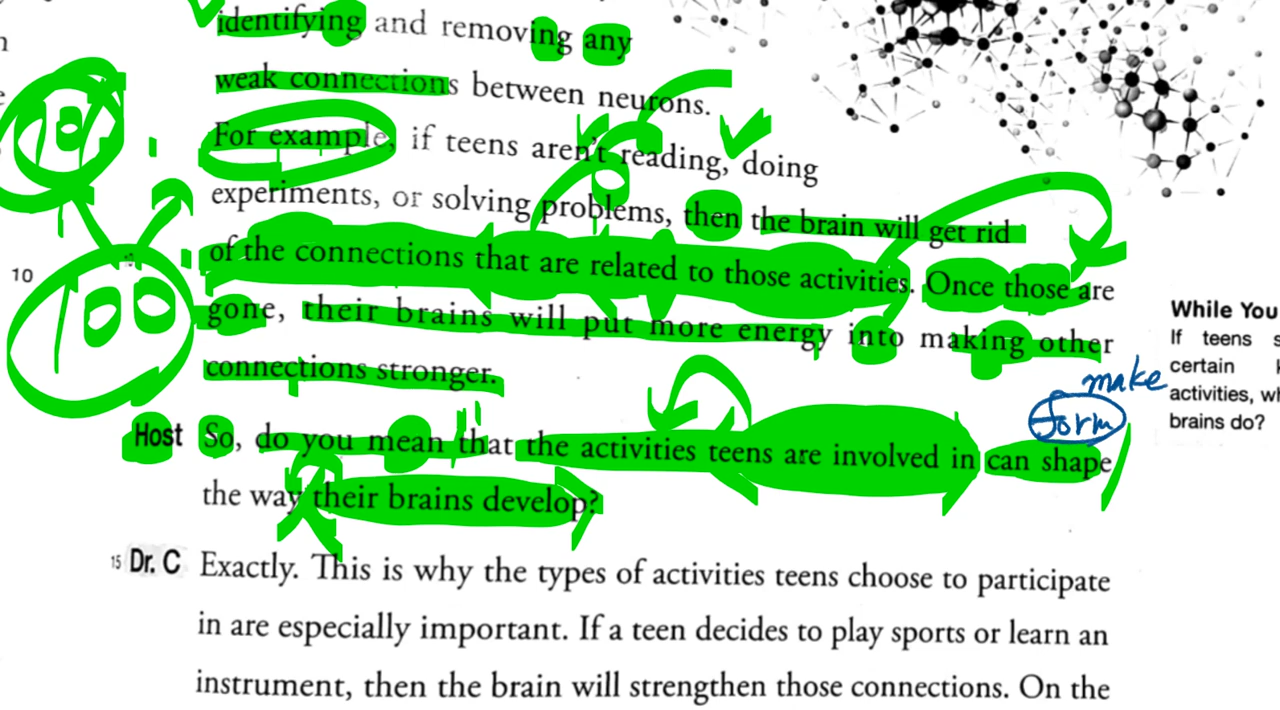 identifying and removing any
weak connections between neurons.
For example, if teens aren't reading, doing
experiments, or solving problems, then the brain will get rid
10 of the connections that are related to those activities. Once those are
gone, their brains will put more energy into making other
connections stronger.
Host So, do you mean that the activities teens are involved in can shape
the way their brains develop?
15 Dr. C Exactly. This is why the types of activities teens choose to participate
in are especially important. If a teen decides to play sports or learn an
instrument, then the brain will strengthen those connections. On the
While You
If teens s
certain k
activities, wh
brains do?
make
form